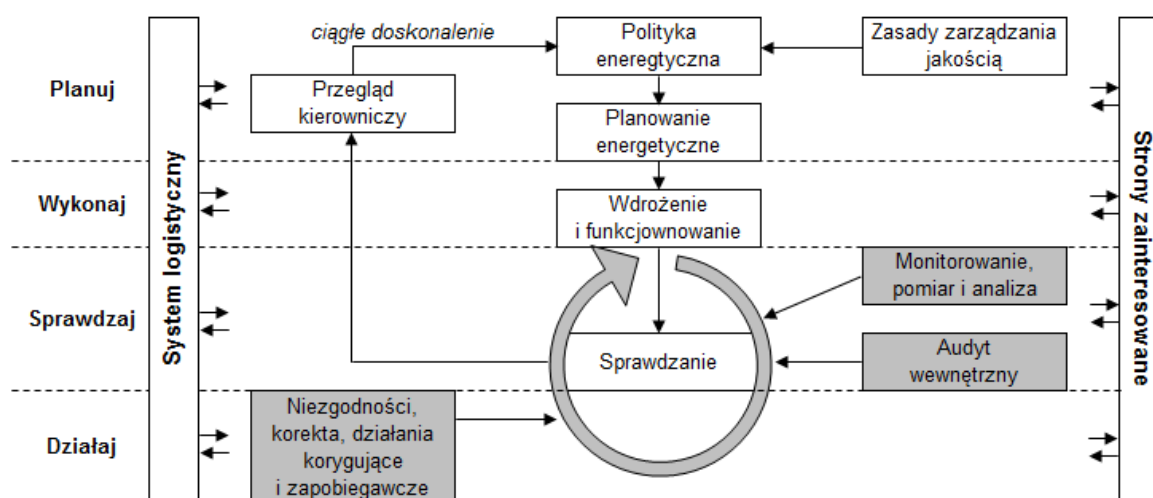 ciągłe doskonalenie
Polityka
eneregtyczna
Zasady zarządzania
jakością
Planuj
Przegląd
kierowniczy
Planowanie
energetyczne
Wykonaj
Wdrożenie
i funkcjownowanie
System logistyczny
Strony zainteresowane
Monitorowanie,
pomiar i analiza
Sprawdzaj
Sprawdzanie
Audyt
wewnętrzny
Działaj
Niezgodności,
korekta, działania
korygujące
i zapobiegawcze